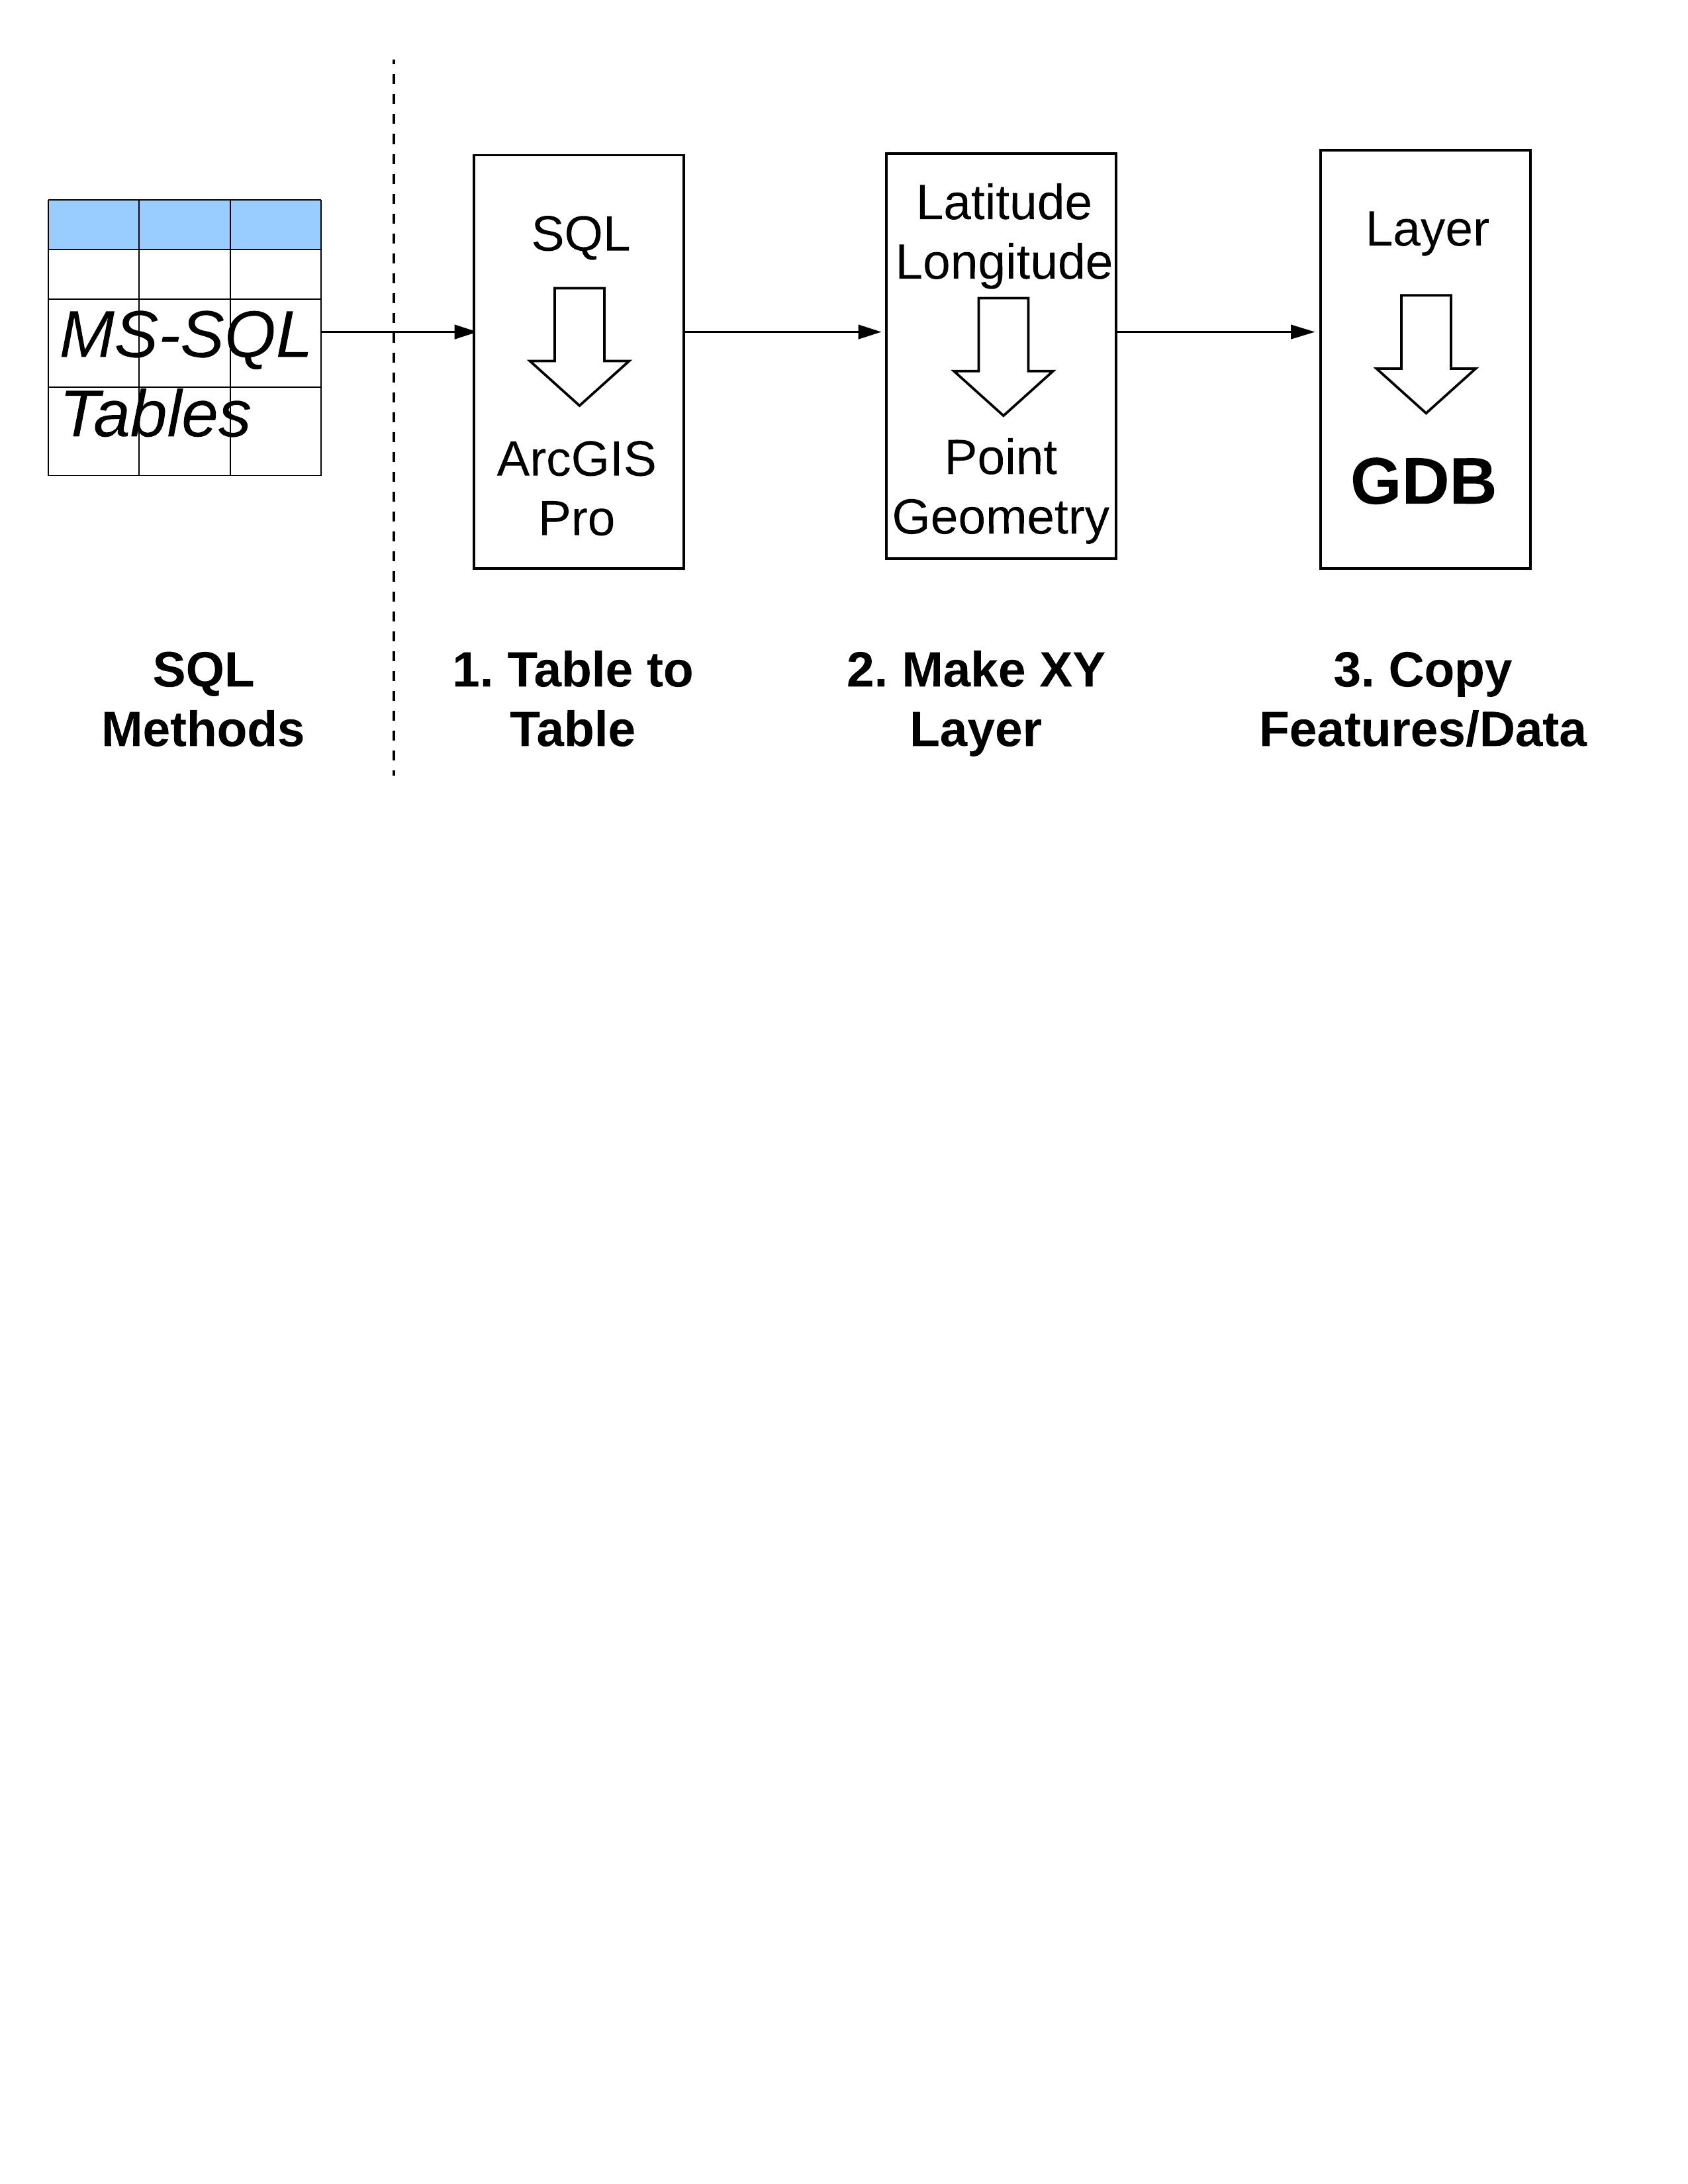 MS-SQL
Tables
SQL
ArcGIS
Pro
Latitude
Longitude
Point
Geometry
Layer
GDB
SQL
Methods
1. Table to
Table
2. Make XY
Layer
3. Copy
Features/Data